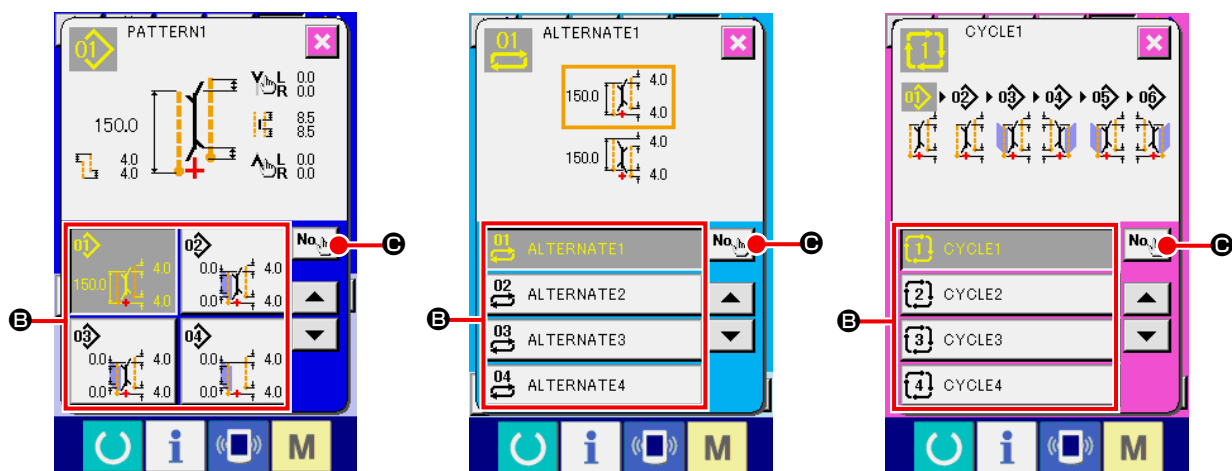 01 PATTERN1
L 0.0
R 0.0
150.0
8.5
8.5
4.0
4.0
L 0.0
R 0.0
01
150.0 4.0
4.0
02
0.0 4.0
0.0 4.0
No.
C
B
03
0.0 4.0
0.0 4.0
04
0.0 4.0
0.0 4.0
i M
01 ALTERNATE1
150.0 4.0
4.0
150.0 4.0
4.0
01 ALTERNATE1
No.
C
02 ALTERNATE2
B
03 ALTERNATE3
04 ALTERNATE4
i M
1 CYCLE1
01 02 03 04 05 06
1 CYCLE1
No.
C
2 CYCLE2
B
3 CYCLE3
4 CYCLE4
i M